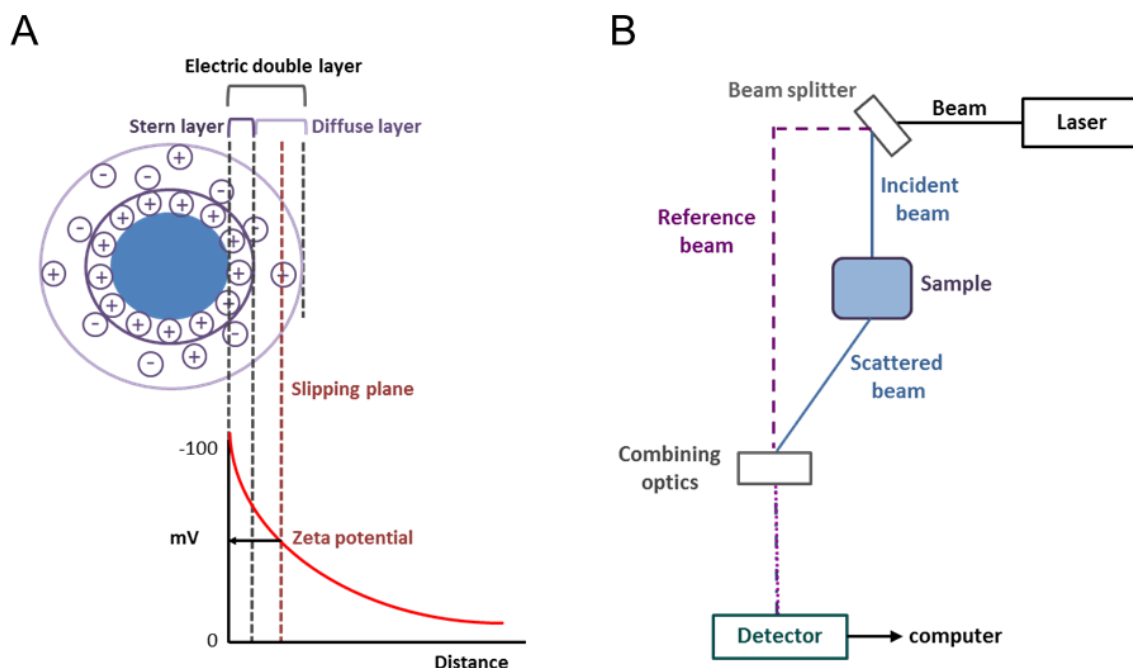 A
Electric double layer
Stern layer
Diffuse layer
Slipping plane
-100
mV
Zeta potential
0
Distance
B
Beam splitter
Beam
Laser
Incident
beam
Reference
beam
Sample
Scattered
beam
Combining
optics
Detector
computer